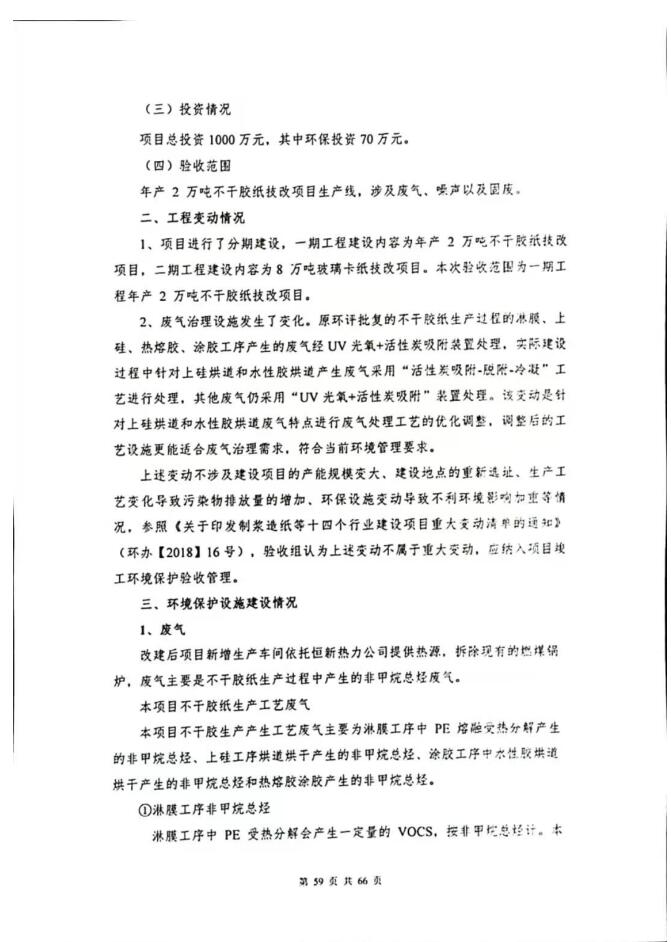 （三）投资情况
项目总投资1000万元，其中环保投资70万元。
（四）验收范围
年产 2 万吨不干胶纸技改项目生产线，涉及废气、噪声以及固废。
二、工程变动情况
1、项目进行了分期建设，一期工程建设内容为年产 2 万吨不干胶纸技改
项目，二期工程建设内容为8万吨玻璃卡纸技改项目。本次验收范围为一期工
程年产 2 万吨不干胶纸技改项目。
2、废气治理设施发生了变化。原环评批复的不干胶纸生产过程的淋膜、上
硅、热熔胶、涂胶工序产生的废气经UV光氧+活性炭吸附装置处理，实际建设
过程中针对上硅烘道和水性胶烘道产生废气采用“活性炭吸附-脱附-冷凝”工
艺进行处理，其他废气仍采用“UV光氧+活性炭吸附”装置处理。该变动是针
对上硅烘道和水性胶烘道废气特点进行废气处理工艺的优化调整，调整后的工
艺设施更能适合废气治理需求，符合当前环境管理要求。
上述变动不涉及建设项目的产能规模变大、建设地点的重新选址、生产工
艺变化导致污染物排放量的增加、环保设施变动导致不利环境影响加重等情
况，参照《关于印发制浆造纸等十四个行业建设项目重大变动清单的通知》
（环办【2018】16号），验收组认为上述变动不属于重大变动，应纳入项目竣
工环境保护验收管理。
三、环境保护设施建设情况
1、废气
改建后项目新增生产车间依托恒新热力公司提供热源，拆除现有的燃煤锅
炉，废气主要是不干胶纸生产过程中产生的非甲烷总烃废气。
本项目不干胶纸生产工艺废气
本项目不干胶生产产生工艺废气主要为淋膜工序中 PE 熔融受热分解产生
的非甲烷总烃、上硅工序烘道烘干产生的非甲烷总烃、涂胶工序中水性胶烘道
烘干产生的非甲烷总烃和热熔胶涂胶产生的非甲烷总烃。
①淋膜工序非甲烷总烃
淋膜工序中 PE 受热分解会产生一定量的 VOCS，按非甲烷总烃计。本
第 59 页 共 66 页